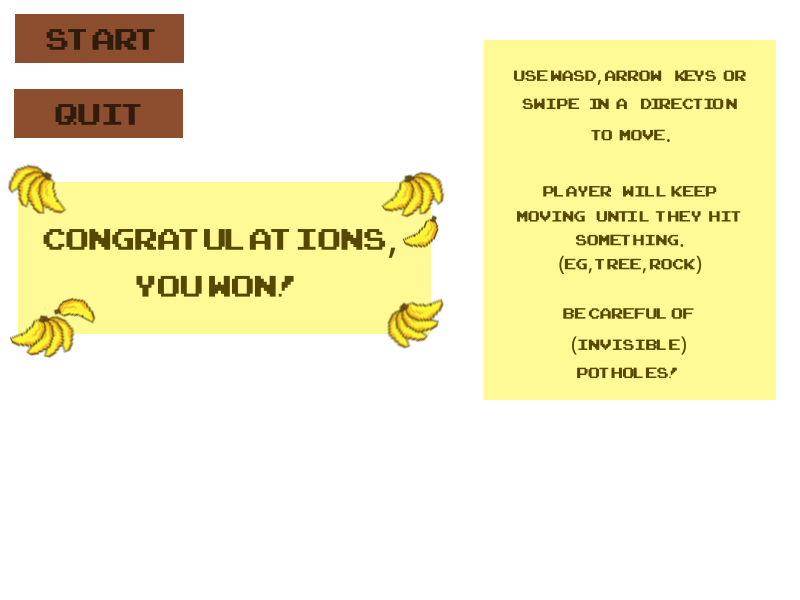 START
QUIT
CONGRATULATIONS,
YOU WON!
USE WASD, ARROW KEYS OR
SWIPE IN A DIRECTION
TO MOVE.
PLAYER WILL KEEP
MOVING UNTIL THEY HIT
SOMETHING.
(EG, TREE, ROCK)
BE CAREFUL OF
(INVISIBLE)
POTHOLES!